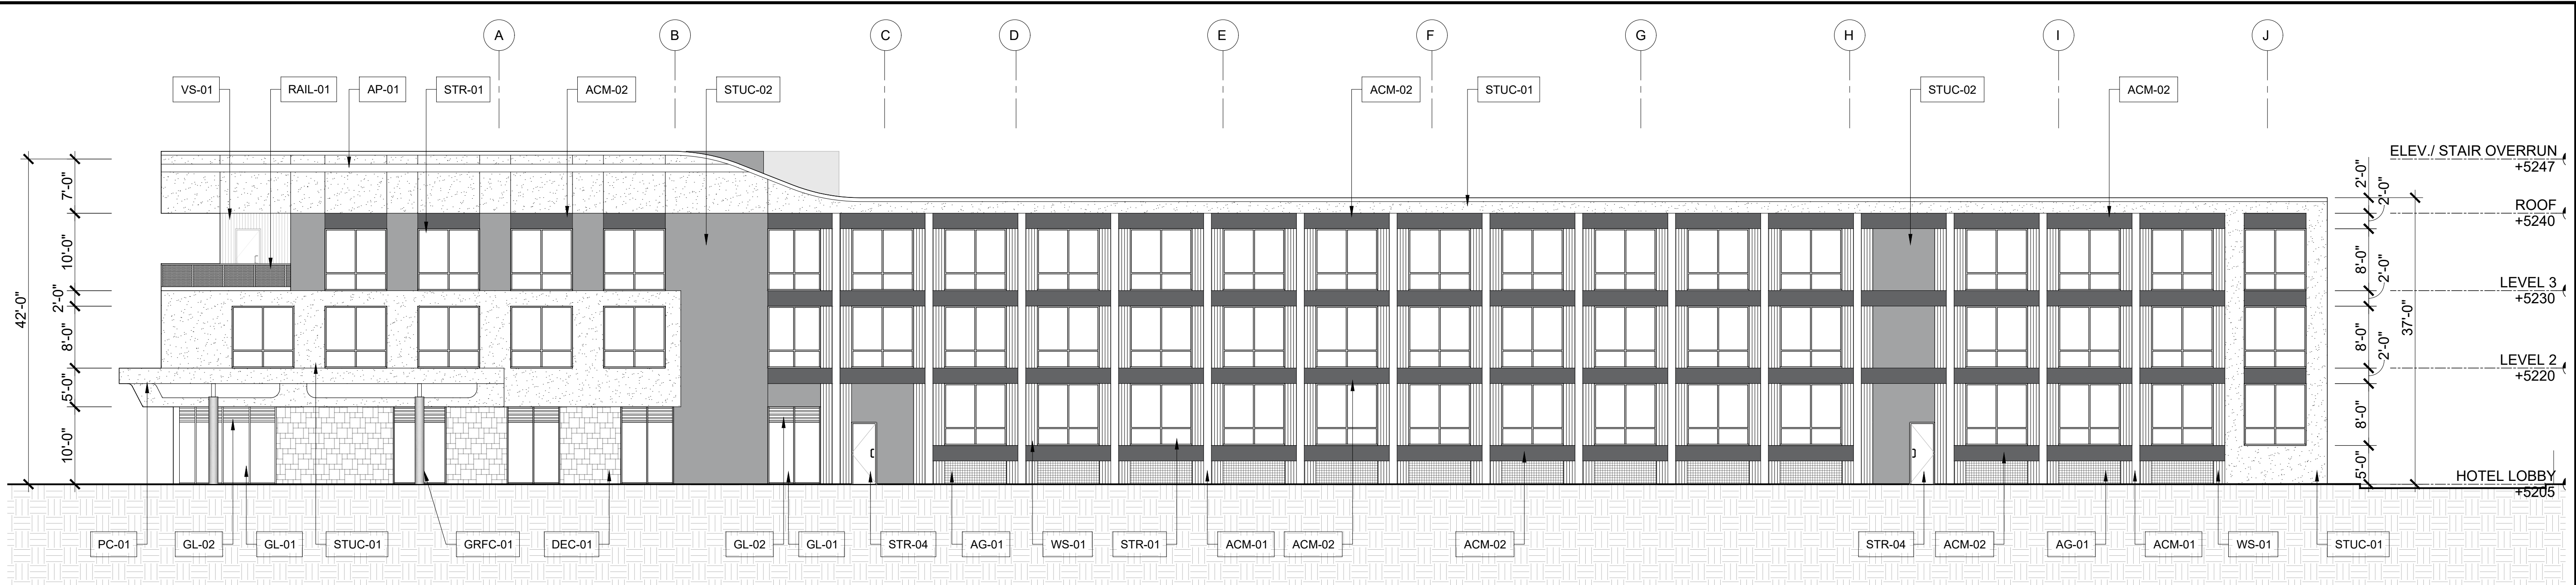 A
B
C
D
E
F
G
H
I
J
VS-01
RAIL-01
AP-01
STR-01
ACM-02
STUC-02
ACM-02
STUC-01
STUC-02
ACM-02
42'-0"
7'-0"
10'-0"
2'-0"
8'-0"
5'-0"
10'-0"
2'-0"
2'-0"
8'-0"
2'-0"
8'-0"
2'-0"
8'-0"
5'-0"
37'-0"
ELEV./ STAIR OVERRUN
+5247
ROOF
+5240
LEVEL 3
+5230
LEVEL 2
+5220
HOTEL LOBBY
+5205
PC-01
GL-02
GL-01
STUC-01
GRFC-01
DEC-01
GL-02
GL-01
STR-04
AG-01
WS-01
STR-01
ACM-01
ACM-02
ACM-02
STR-04
ACM-02
AG-01
ACM-01
WS-01
STUC-01